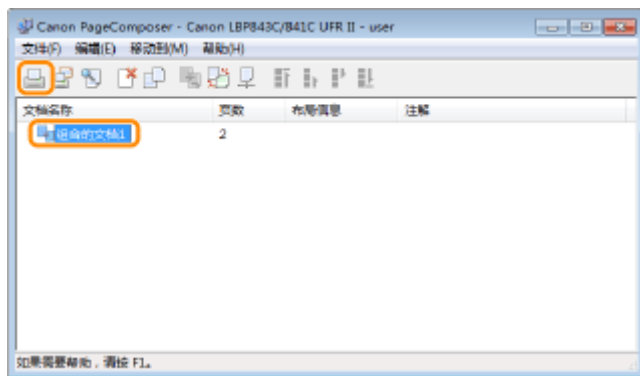 Canon PageComposer - Canon LBP843C/841C UFR II - user
文件(F) 编辑(E) 移动到(M) 帮助(H)
文档名称 页数 布局信息 注解
组合的文档1 2
如果需要帮助，请按 F1。